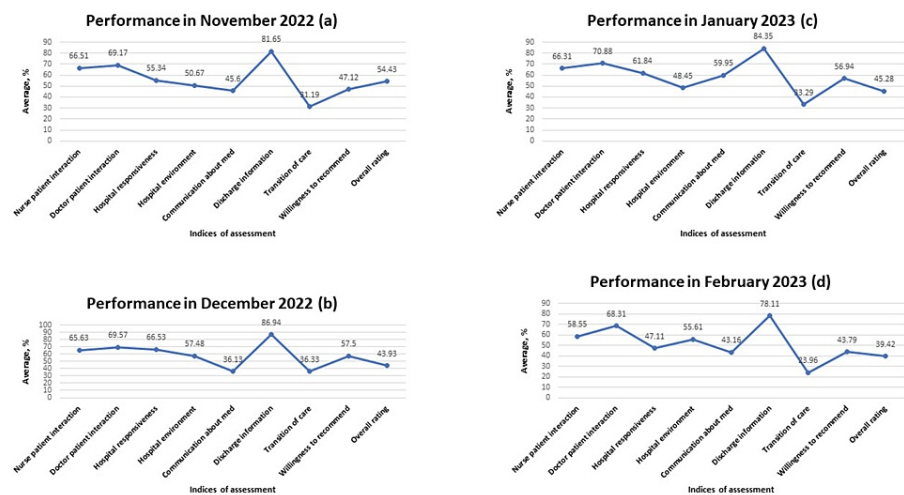 Performance in November 2022 (a)
Average, %
90
80
70
60
50
40
30
20
10
0
66.51
69.17
55.34
50.67
45.6
81.65
31.19
47.12
54.43
Nurse patient interaction
Doctor patient interaction
Hospital responsiveness
Hospital environment
Communication about med
Discharge information
Transition of care
Willingness to recommend
Overall rating
Indices of assessment
Performance in January 2023 (c)
Average, %
90
80
70
60
50
40
30
20
10
0
66.31
70.88
61.84
48.45
59.95
84.35
33.29
56.94
45.28
Nurse patient interaction
Doctor patient interaction
Hospital responsiveness
Hospital environment
Communication about med
Discharge information
Transition of care
Willingness to recommend
Overall rating
Indices of assessment
Performance in December 2022 (b)
Average, %
100
90
80
70
60
50
40
30
20
10
0
65.63
69.57
66.53
57.48
36.13
86.94
36.33
57.5
43.93
Nurse patient interaction
Doctor patient interaction
Hospital responsiveness
Hospital environment
Communication about med
Discharge information
Transition of care
Willingness to recommend
Overall rating
Indices of assessment
Performance in February 2023 (d)
Average, %
90
80
70
60
50
40
30
20
10
0
58.55
68.31
47.11
55.61
43.16
78.11
23.96
43.79
39.42
Nurse patient interaction
Doctor patient interaction
Hospital responsiveness
Hospital environment
Communication about med
Discharge information
Transition of care
Willingness to recommend
Overall rating
Indices of assessment